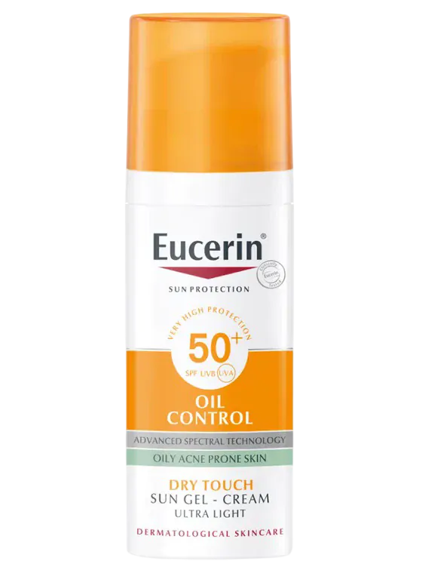 Eucerin®
SUN PROTECTION
VERY HIGH PROTECTION
50+
SPF UVB UVA
OIL
CONTROL
ADVANCED SPECTRAL TECHNOLOGY
OILY ACNE PRONE SKIN
DRY TOUCH
SUN GEL - CREAM
ULTRA LIGHT
DERMATOLOGICAL SKINCARE